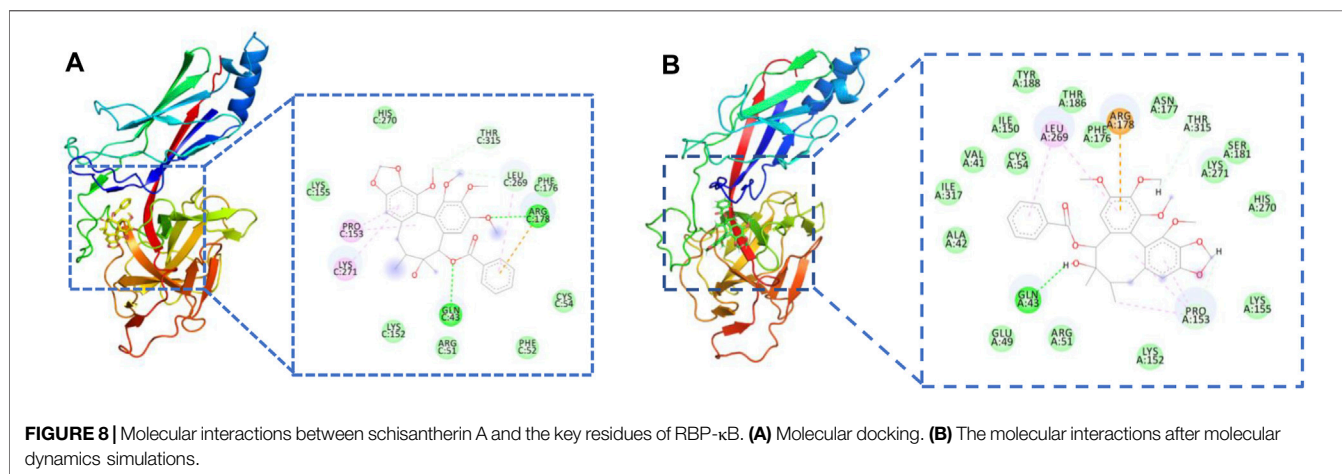 A
HIS
C:270
THR
C:315
LYS
C:155
LEU
C:269
PHE
C:176
ARG
C:178
PRO
C:153
LYS
C:271
CYS
C:54
GLN
C:43
LYS
C:152
ARG
C:51
PHE
C:52
B
TYR
A:188
THR
A:186
ARG
A:178
ASN
A:177
THR
A:315
ILE
A:150
LEU
A:269
PHE
A:176
SER
A:181
VAL
A:41
CYS
A:54
LYS
A:271
ILE
A:317
HIS
A:270
ALA
A:42
GLN
A:43
PRO
A:153
LYS
A:155
GLU
A:49
ARG
A:51
LYS
A:152
O
O
O
O
O
O
O
O
O
H
O
O
O
O
O
O
O
H
O
O
H
FIGURE 8 | Molecular interactions between schisantherin A and the key residues of RBP-κB. (A) Molecular docking. (B) The molecular interactions after molecular
dynamics simulations.